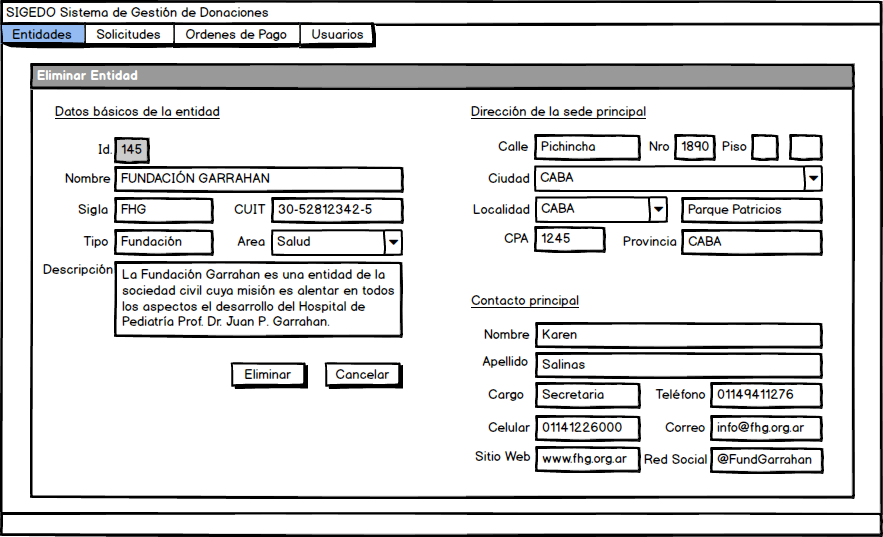 SIGEDO Sistema de Gestión de Donaciones
Entidades Solicitudes Ordenes de Pago Usuarios
Eliminar Entidad
Datos básicos de la entidad
Id. 145
Nombre FUNDACIÓN GARRAHAN
Sigla FHG CUIT 30-52812342-5
Tipo Fundación Area Salud
Descripción La Fundación Garrahan es una entidad de la
sociedad civil cuya misión es alentar en todos
los aspectos el desarrollo del Hospital de
Pediatría Prof. Dr. Juan P. Garrahan.
Eliminar Cancelar
Dirección de la sede principal
Calle Pichincha Nro 1890 Piso
Ciudad CABA
Localidad CABA Parque Patricios
CPA 1245 Provincia CABA
Contacto principal
Nombre Karen
Apellido Salinas
Cargo Secretaria Teléfono 01149411276
Celular 01141226000 Correo info@fhg.org.ar
Sitio Web www.fhg.org.ar Red Social @FundGarrahan